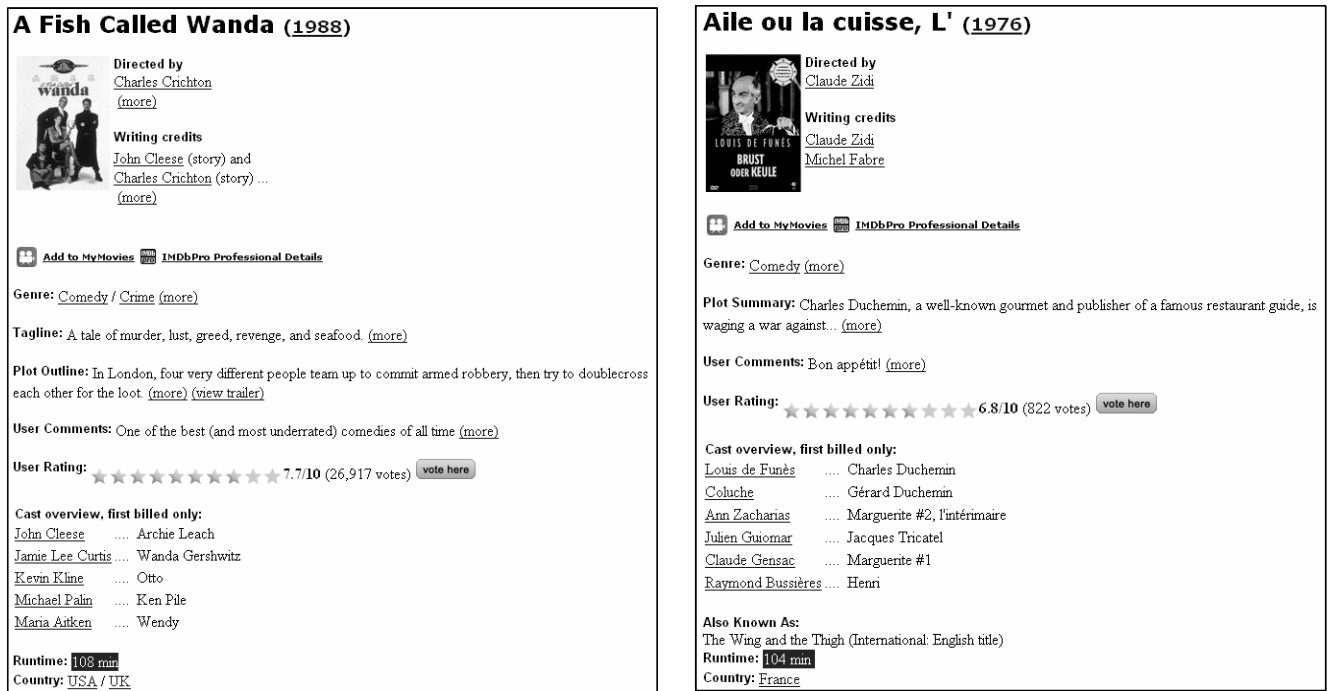 A Fish Called Wanda (1988)
wanda
Directed by
Charles Crichton
(more)
Writing credits
John Cleese (story) and
Charles Crichton (story) ...
(more)
Add to MyMovies IMDbPro Professional Details
Genre: Comedy / Crime (more)
Tagline: A tale of murder, lust, greed, revenge, and seafood. (more)
Plot Outline: In London, four very different people team up to commit armed robbery, then try to doublecross
each other for the loot. (more) (view trailer)
User Comments: One of the best (and most underrated) comedies of all time (more)
User Rating: 7.7/10 (26,917 votes) vote here
Cast overview, first billed only:
John Cleese .... Archie Leach
Jamie Lee Curtis .... Wanda Gershwitz
Kevin Kline .... Otto
Michael Palin .... Ken Pile
Maria Aitken .... Wendy
Runtime: 108 min
Country: USA / UK
Aile ou la cuisse, L' (1976)
LOUIS DE FUNÈS
BRUST
ODER KEULE
Directed by
Claude Zidi
Writing credits
Claude Zidi
Michel Fabre
Add to MyMovies IMDbPro Professional Details
Genre: Comedy (more)
Plot Summary: Charles Duchemin, a well-known gourmet and publisher of a famous restaurant guide, is
waging a war against... (more)
User Comments: Bon appétit! (more)
User Rating: 6.8/10 (822 votes) vote here
Cast overview, first billed only:
Louis de Funès .... Charles Duchemin
Coluche .... Gérard Duchemin
Ann Zacharias .... Marguerite #2, l'intérimaire
Julien Guiomar .... Jacques Tricatel
Claude Gensac .... Marguerite #1
Raymond Bussières .... Henri
Also Known As:
The Wing and the Thigh (International: English title)
Runtime: 104 min
Country: France